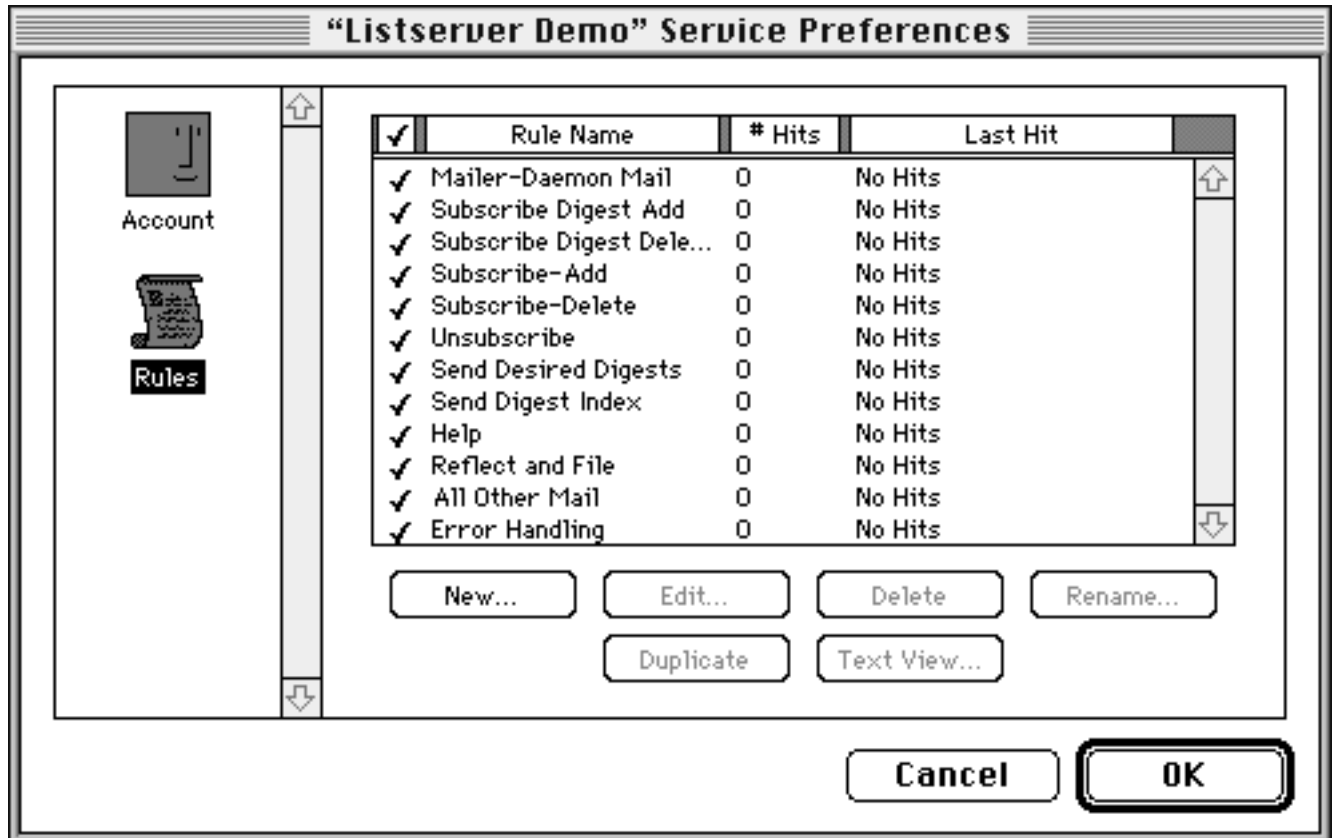 “Listserver Demo” Service Preferences
Account
Rules
✓ Rule Name # Hits Last Hit
✓ Mailer-Daemon Mail 0 No Hits
✓ Subscribe Digest Add 0 No Hits
✓ Subscribe Digest Dele... 0 No Hits
✓ Subscribe-Add 0 No Hits
✓ Subscribe-Delete 0 No Hits
✓ Unsubscribe 0 No Hits
✓ Send Desired Digests 0 No Hits
✓ Send Digest Index 0 No Hits
✓ Help 0 No Hits
✓ Reflect and File 0 No Hits
✓ All Other Mail 0 No Hits
✓ Error Handling 0 No Hits
New... Edit... Delete Rename...
Duplicate Text View...
Cancel OK